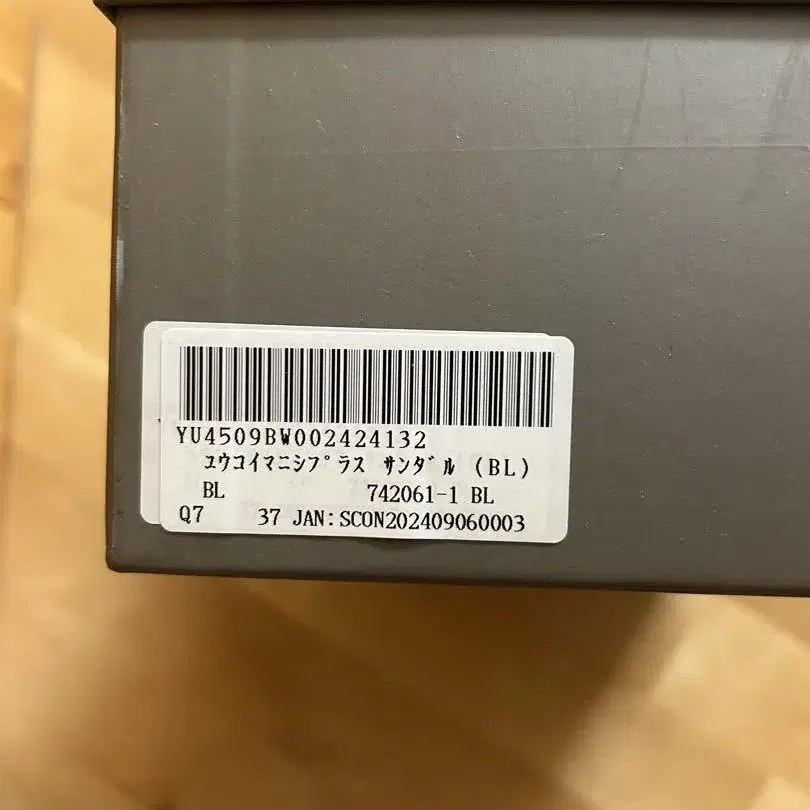 YU4509BW002424132
ﾕｳｺｲﾏﾆｼﾌﾟﾗｽ ｻﾝﾀﾞﾙ (BL)
BL 742061-1 BL
Q7 37 JAN:SCON202409060003